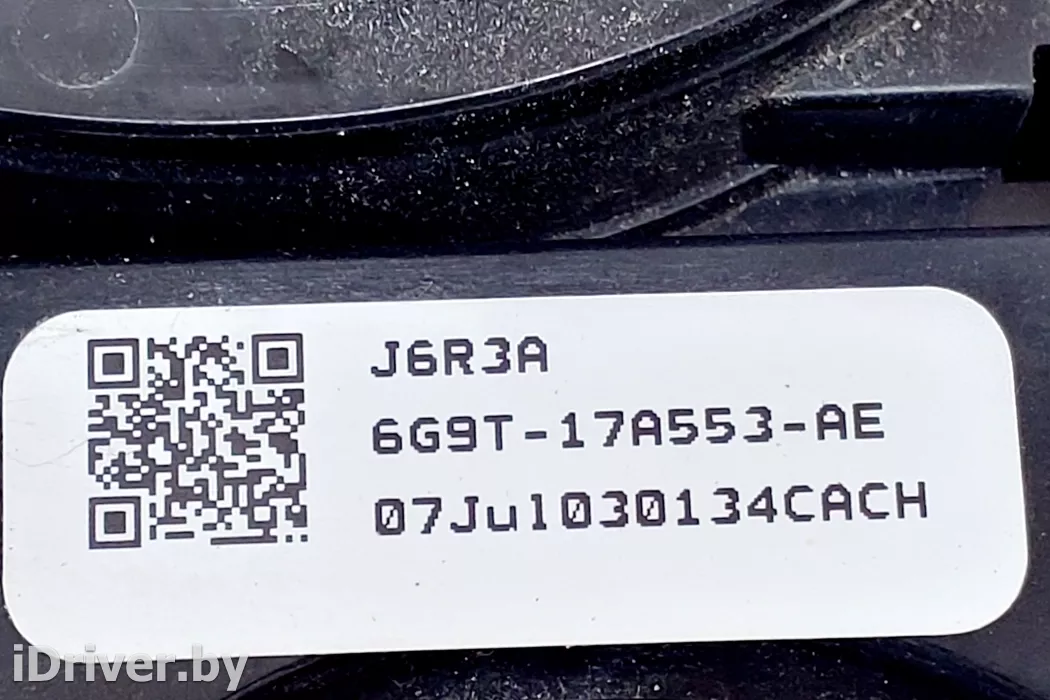 J6R3A
6G9T-17A553-AE
07Jul030134CACH
iDriver.by